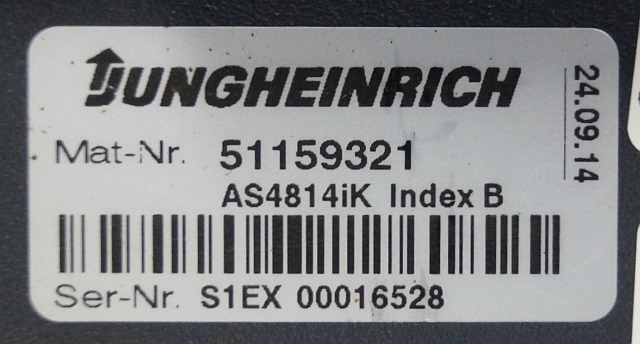 JUNGHEINRICH
24.09.14
Mat-Nr. 51159321
AS4814iK Index B
Ser-Nr. S1EX 00016528